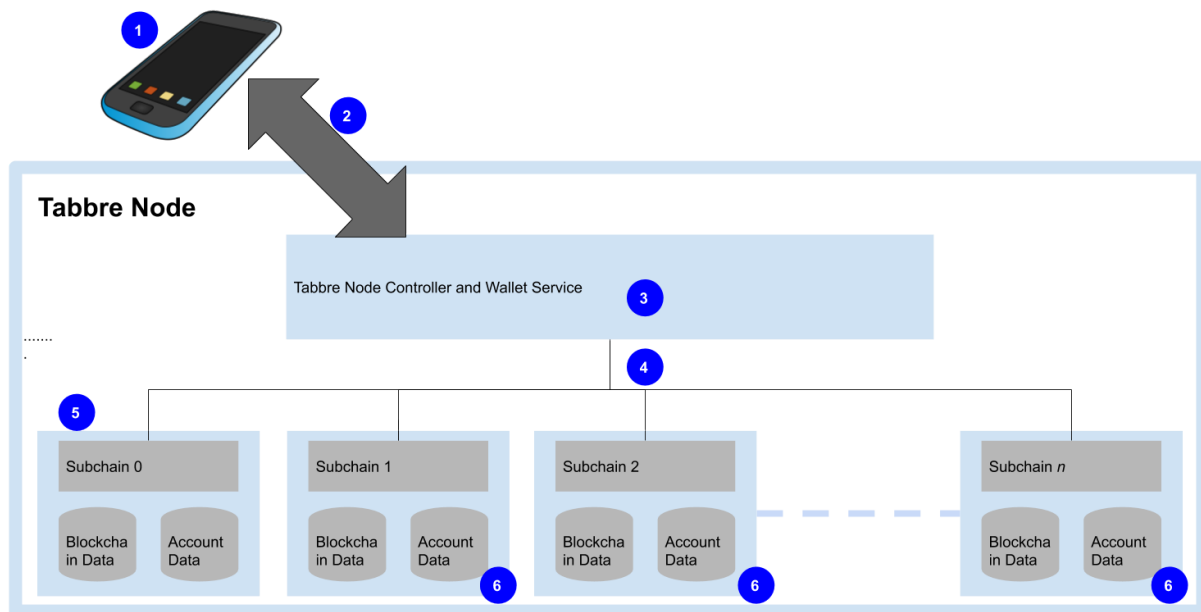 1
2
Tabbre Node
Tabbre Node Controller and Wallet Service
3
.......
.
4
5
Subchain 0
Subchain 1
Subchain 2
Subchain n
Blockcha
in Data
Account
Data
Blockcha
in Data
Account
Data
Blockcha
in Data
Account
Data
Blockcha
in Data
Account
Data
6
6
6